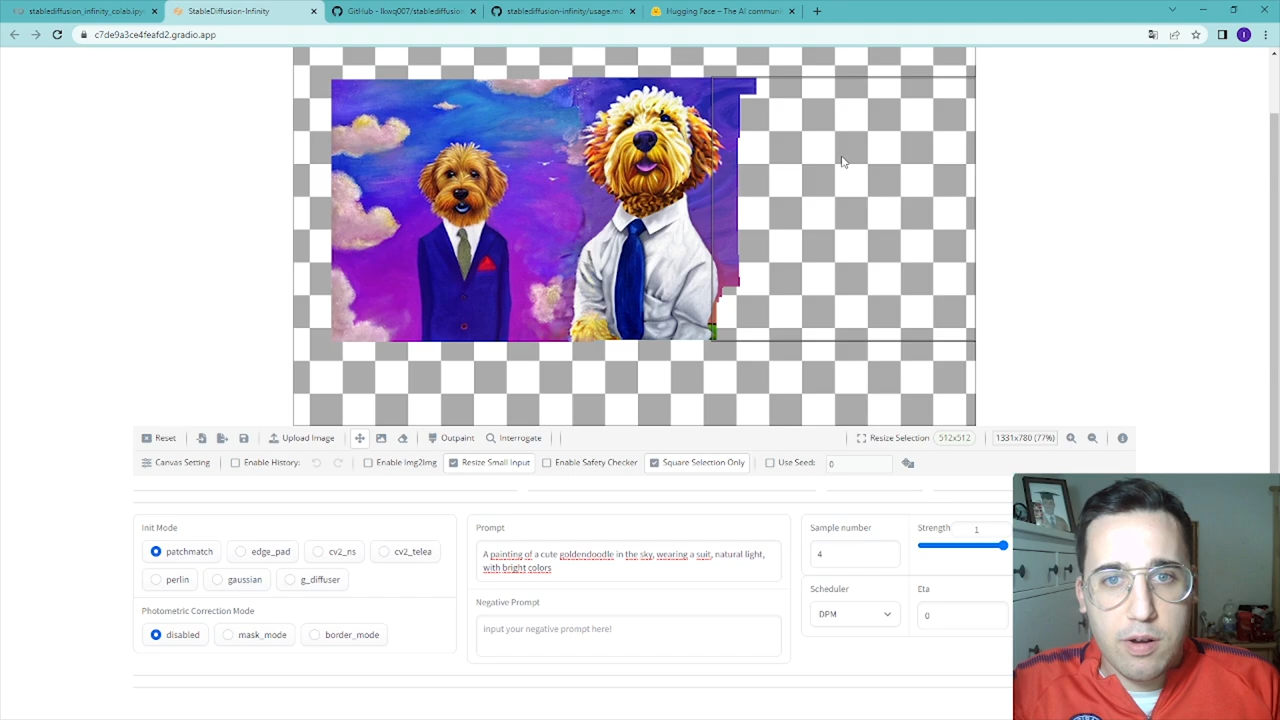 stablediffusion_infinity_colab.ipy
StableDiffusion-Infinity
GitHub - lkwq007/stablediffusion
stablediffusion-infinity/usage.md
Hugging Face – The AI communi
c7de9a3ce4feafd2.gradio.app
Reset
Upload Image
Outpaint
Interrogate
Resize Selection
512x512
1331x780 (77%)
Canvas Setting
Enable History:
Enable Img2Img
Resize Small Input
Enable Safety Checker
Square Selection Only
Use Seed:
0
Init Mode
patchmatch
edge_pad
cv2_ns
cv2_telea
perlin
gaussian
g_diffuser
Photometric Correction Mode
disabled
mask_mode
border_mode
Prompt
A painting of a cute goldendoodle in the sky, wearing a suit, natural light,
with bright colors
Negative Prompt
input your negative prompt here!
Sample number
4
Strength
1
Scheduler
DPM
Eta
0